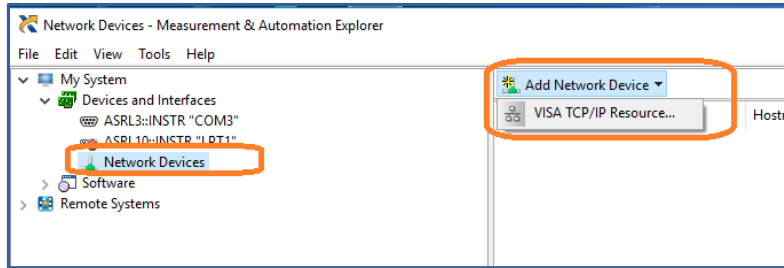 Network Devices - Measurement & Automation Explorer
File Edit View Tools Help
My System
Devices and Interfaces
ASRL3::INSTR "COM3"
ASRL10::INSTR "LPT1"
Network Devices
Software
Remote Systems
Add Network Device
VISA TCP/IP Resource...